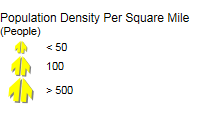 Population Density Per Square Mile
(People)
< 50
100
> 500